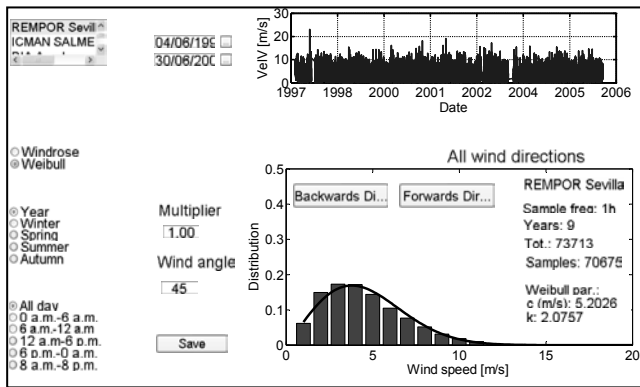 REMPOR Sevil
ICMAN SALME
04/06/199
30/06/200
VelV [m/s]
30
20
10
0
1997 1998 2000 2001 2002 2004 2005 2006
Date
Windrose
Weibull
Year
Winter
Spring
Summer
Autumn
All day
0 a.m.-6 a.m.
6 a.m.-12 a.m
12 a.m-6 p.m.
6 p.m.-0 a.m.
8 a.m.-8 p.m.
Multiplier
1.00
Wind angle
45
Save
All wind directions
Backwards Di...
Forwards Dir...
REMPOR Sevilla
Sample freq: 1h
Years: 9
Tot.: 73713
Samples: 70675
Weibull par.:
c (m/s): 5.2026
k: 2.0757
Distribution
0.5
0.4
0.3
0.2
0.1
0
0 5 10 15 20
Wind speed [m/s]